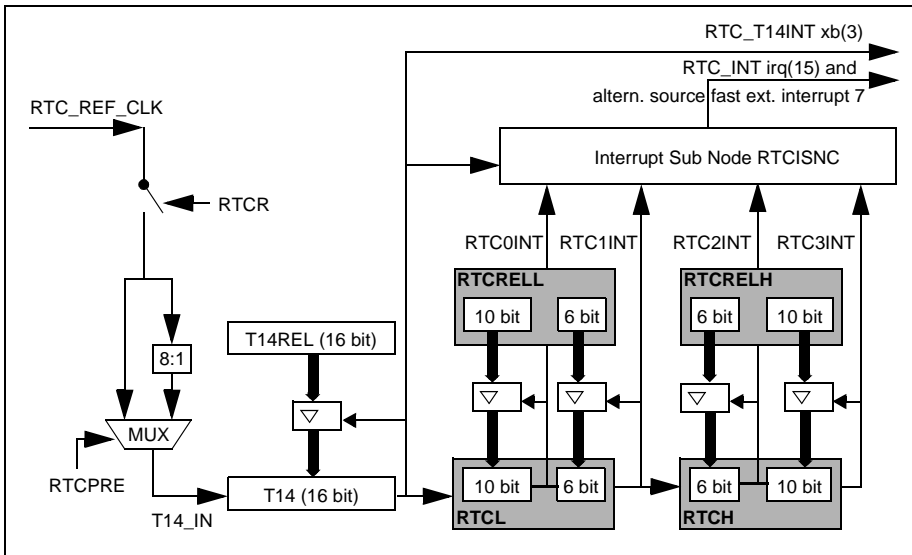 RTC_T14INT xb(3)
RTC_INT irq(15) and
altern. source fast ext. interrupt 7
RTC_REF_CLK
Interrupt Sub Node RTCISNC
RTCR
RTC0INT RTC1INT RTC2INT RTC3INT
RTCRELL RTCRELH
10 bit 6 bit 6 bit 10 bit
T14REL (16 bit)
8:1
MUX
RTCPRE
T14 (16 bit)
10 bit 6 bit 6 bit 10 bit
T14_IN
RTCL RTCH